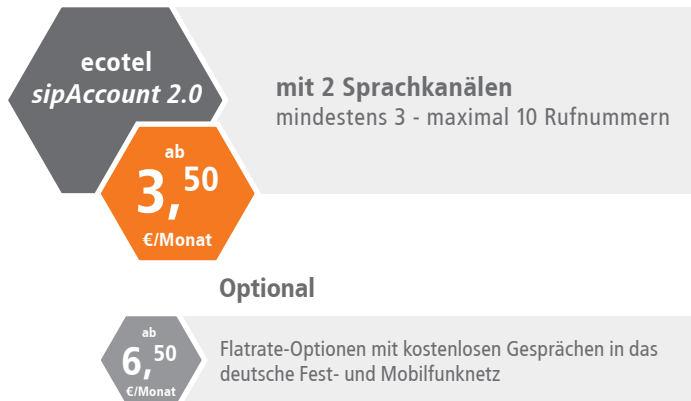 ecotel
sipAccount 2.0
mit 2 Sprachkanälen
mindestens 3 - maximal 10 Rufnummern
ab
3,50
€/Monat
Optional
ab
6,50
€/Monat
Flatrate-Optionen mit kostenlosen Gesprächen in das
deutsche Fest- und Mobilfunknetz